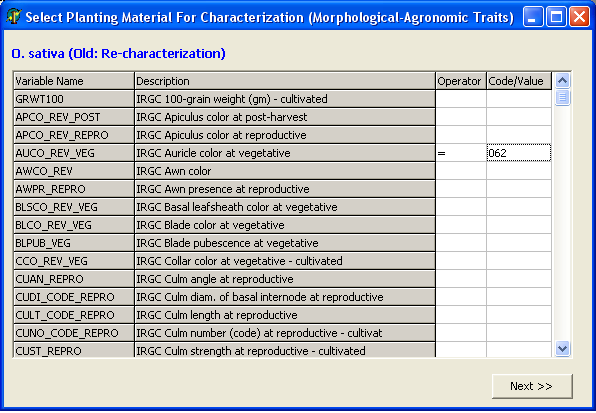 Select Planting Material For Characterization (Morphological-Agronomic Traits)
O. sativa (Old: Re-characterization)
Variable Name Description Operator Code/Value
GRWT100 IRGC 100-grain weight (gm) - cultivated
APCO_REV_POST IRGC Apiculus color at post-harvest
APCO_REV_REPRO IRGC Apiculus color at reproductive
AUCO_REV_VEG IRGC Auricle color at vegetative = 062
AWCO_REV IRGC Awn color
AWPR_REPRO IRGC Awn presence at reproductive
BLSCO_REV_VEG IRGC Basal leafsheath color at vegetative
BLCO_REV_VEG IRGC Blade color at vegetative
BLPUB_VEG IRGC Blade pubescence at vegetative
CCO_REV_VEG IRGC Collar color at vegetative - cultivated
CUAN_REPRO IRGC Culm angle at reproductive
CUDI_CODE_REPRO IRGC Culm diam. of basal internode at reproductive
CULT_CODE_REPRO IRGC Culm length at reproductive
CUNO_CODE_REPRO IRGC Culm number (code) at reproductive - cultivat
CUST_REPRO IRGC Culm strength at reproductive - cultivated
Next >>